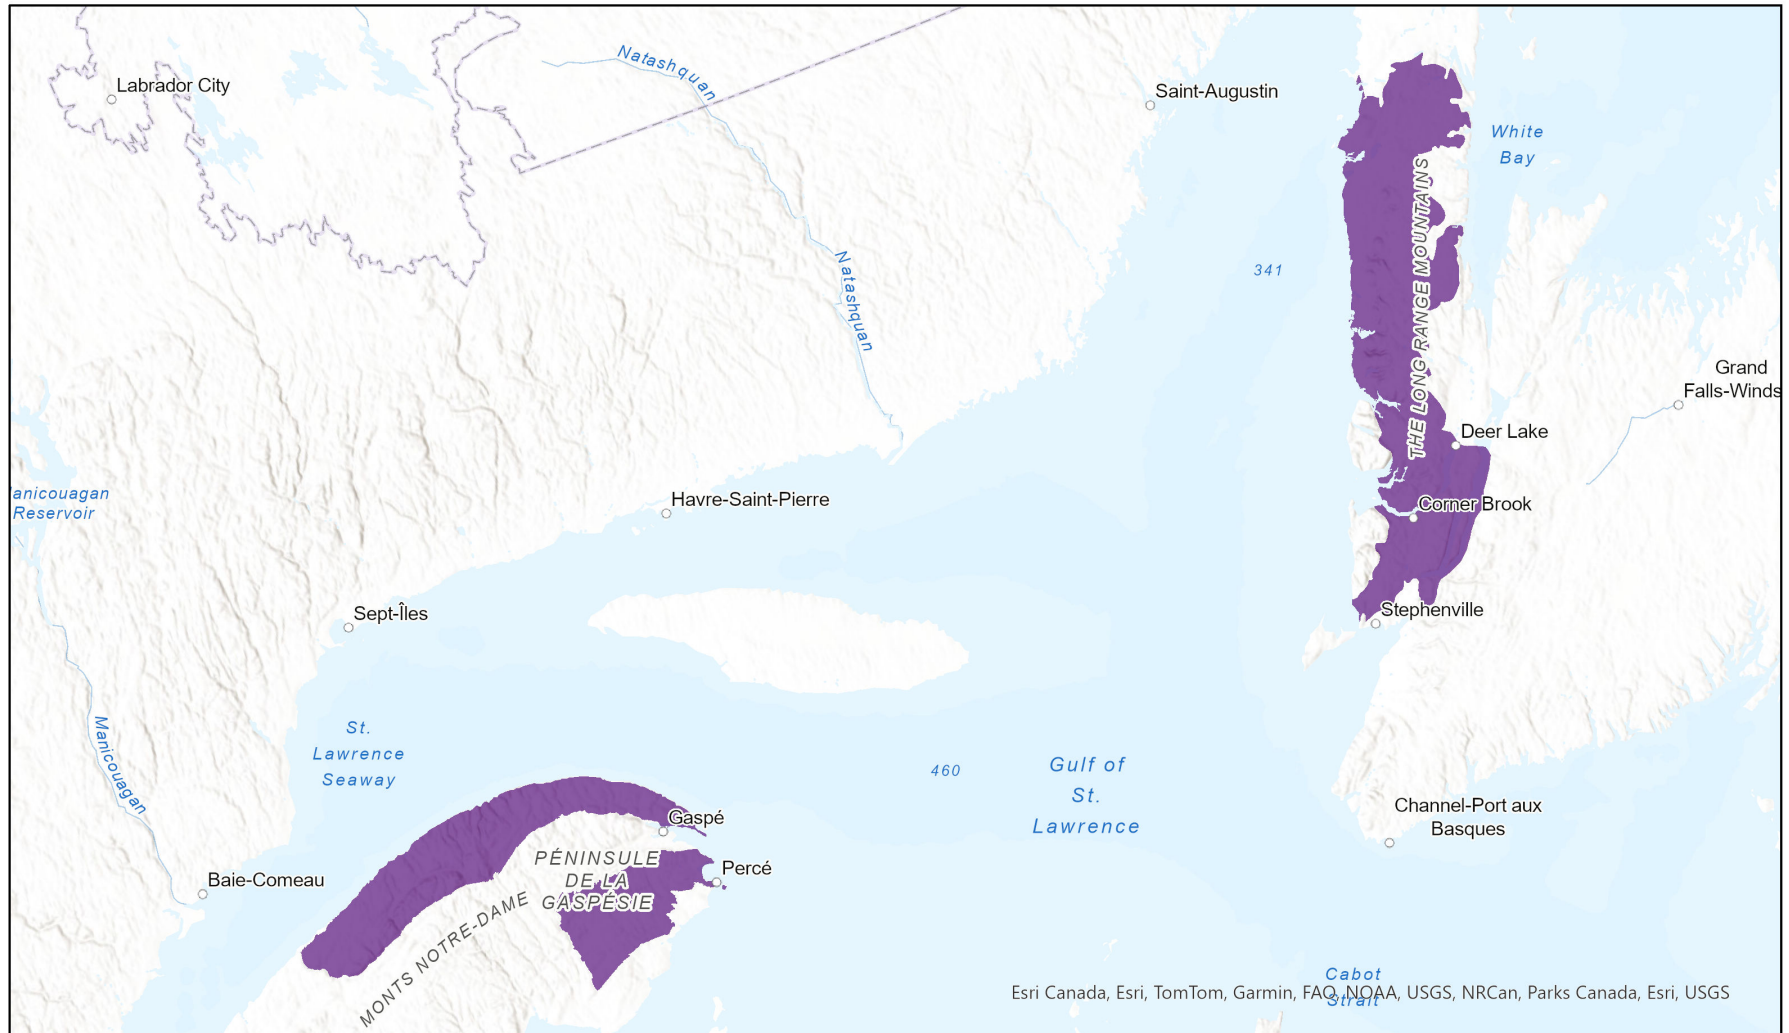 Labrador City
Natashquan
Saint-Augustin
White
Bay
341
THE LONG RANGE MOUNTAINS
Natashquan
Grand
Falls-Winds
Deer Lake
anicouagan
Reservoir
Havre-Saint-Pierre
Corner Brook
Sept-Îles
Stephenville
St.
Lawrence
Seaway
Manicouagan
460
Gulf of
St.
Lawrence
Gaspé
Channel-Port aux
Basques
PÉNINSULE
DE LA
GASPÉSIE
Percé
Baie-Comeau
MONTS NOTRE-DAME
Cabot
Strait
Esri Canada, Esri, TomTom, Garmin, FAO, NOAA, USGS, NRCan, Parks Canada, Esri, USGS